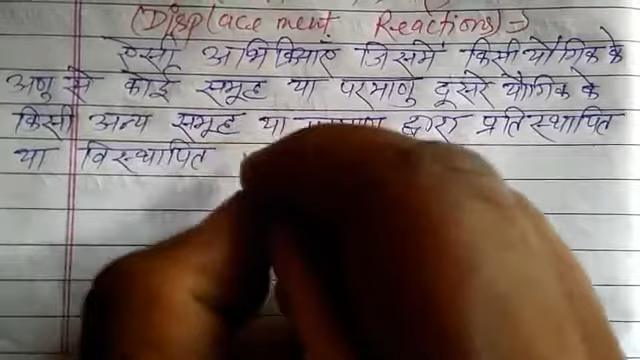 (Displacement Reactions) ⇒
ऐसी अभिक्रिमाएं जिसमें किसी यौगिक के
अणु से कोई समूह या परमाणु दूसरे यौगिक के
किसी अन्य समूह या द्वारा प्रतिस्थापित
या विस्थापित